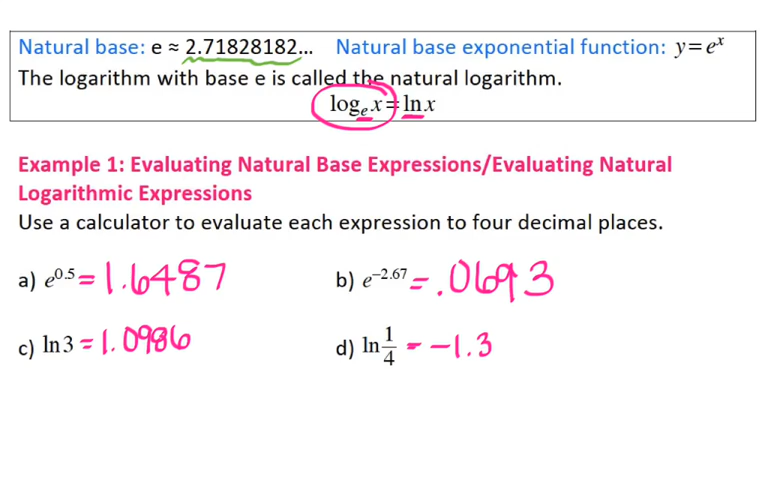 Natural base: e ≈ 2.71828182... Natural base exponential function: y = eˣ
The logarithm with base e is called the natural logarithm.
logₑx = ln x
Example 1: Evaluating Natural Base Expressions/Evaluating Natural
Logarithmic Expressions
Use a calculator to evaluate each expression to four decimal places.
a) e^0.5 = 1.6487 b) e^−2.67 = .0693
c) ln 3 = 1.0986 d) ln 1/4 = −1.3